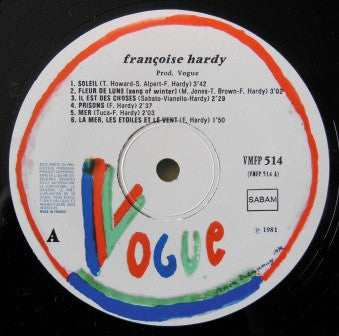 françoise hardy
Prod. Vogue
1. SOLEIL (T. Howard-S. Alpert-F. Hardy) 3'42
2. FLEUR DE LUNE (song of winter) (M. Jones-T. Brown-F. Hardy) 3'02
3. IL EST DES CHOSES (Sabato-Vianello-Hardy) 2'29
4. PRISONS (F. Hardy) 2'37
5. MER (Tuca-F. Hardy) 2'03
6. LA MER, LES ETOILES ET LE VENT (F. Hardy) 1'50
VMFP 514
(VMFP 514 A)
SABAM
℗ 1981
MADE IN FRANCE
A
VOGUE